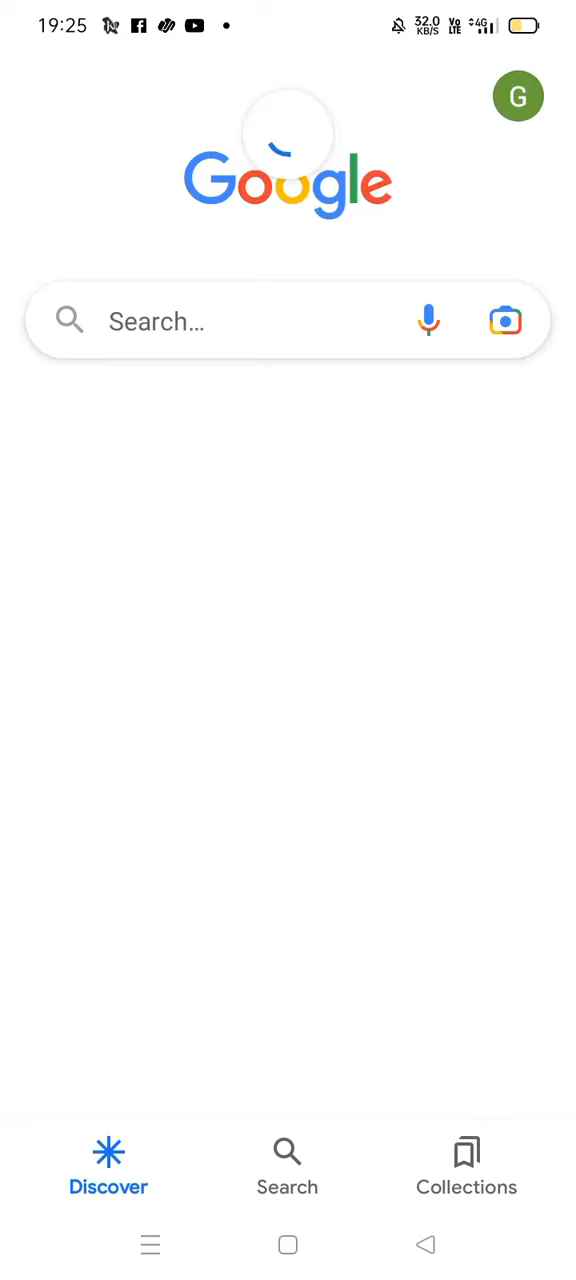 19:25
32.0
KB/S
Vo
LTE
4G
G
Google
Search...
Discover
Search
Collections